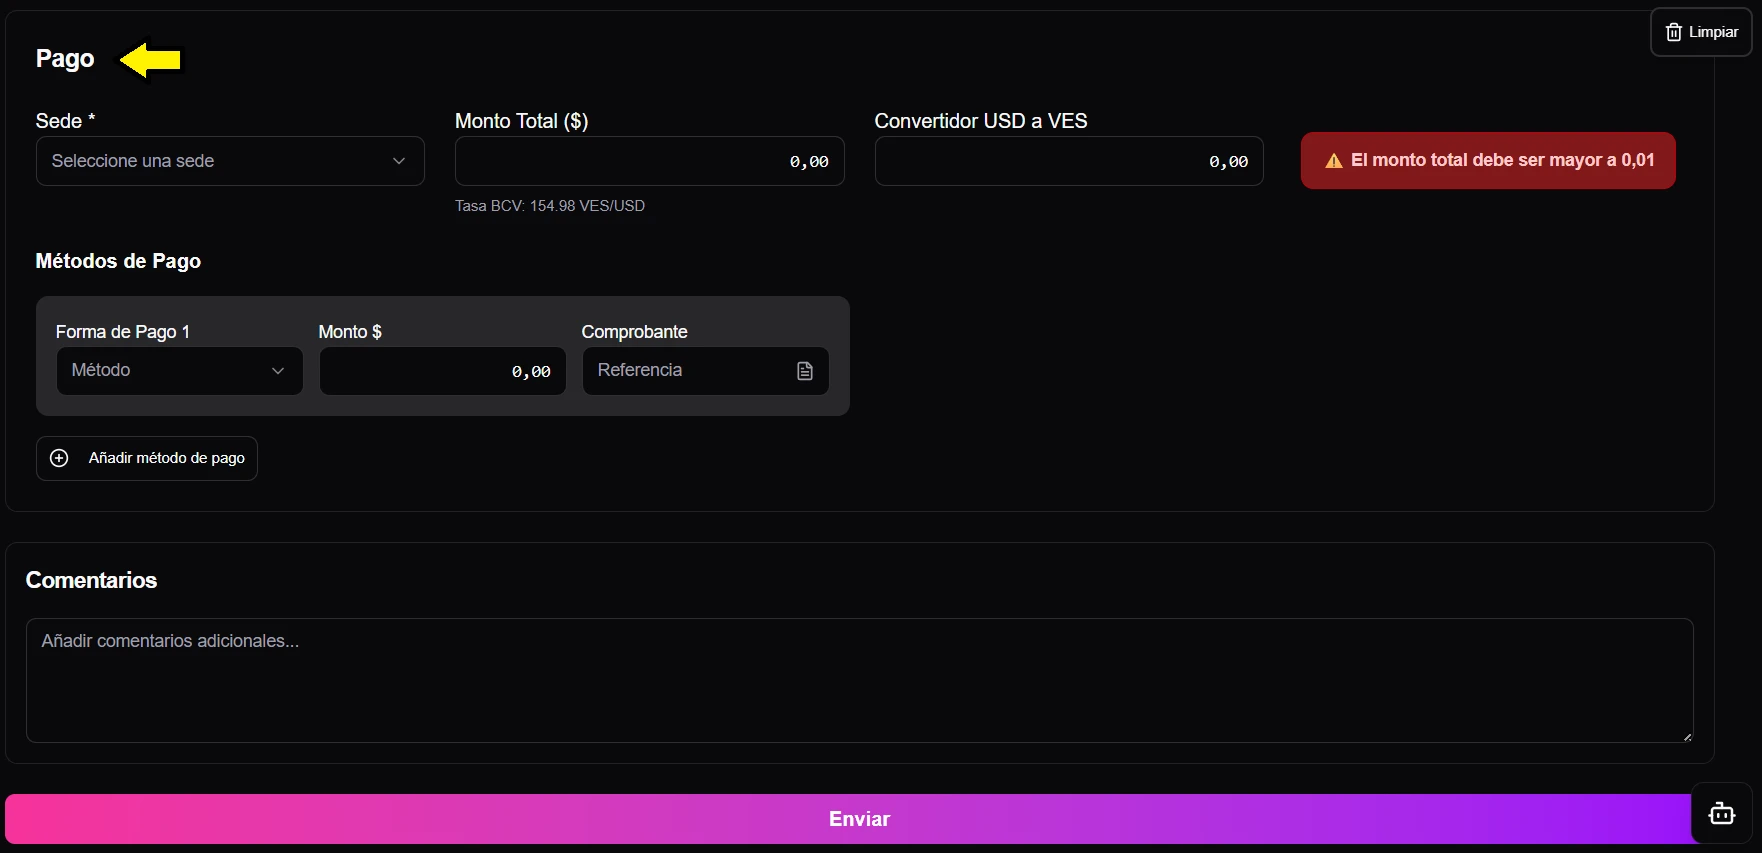 Limpiar
Pago
Sede *
Monto Total ($)
Convertidor USD a VES
Seleccione una sede
0,00
0,00
⚠ El monto total debe ser mayor a 0,01
Tasa BCV: 154.98 VES/USD
Métodos de Pago
Forma de Pago 1
Monto $
Comprobante
Método
0,00
Referencia
Añadir método de pago
Comentarios
Añadir comentarios adicionales...
Enviar